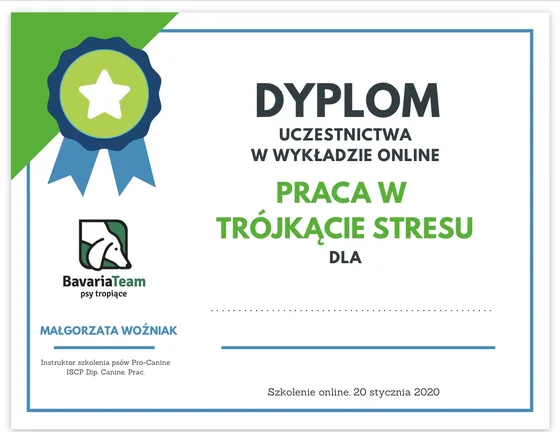 DYPLOM
UCZESTNICTWA
W WYKŁADZIE ONLINE
PRACA W
TRÓJKĄCIE STRESU
DLA
BavariaTeam
psy tropiące
MAŁGORZATA WOŹNIAK
Instruktor szkolenia psów Pro-Canine
ISCP Dip. Canine. Prac.
Szkolenie online, 20 stycznia 2020